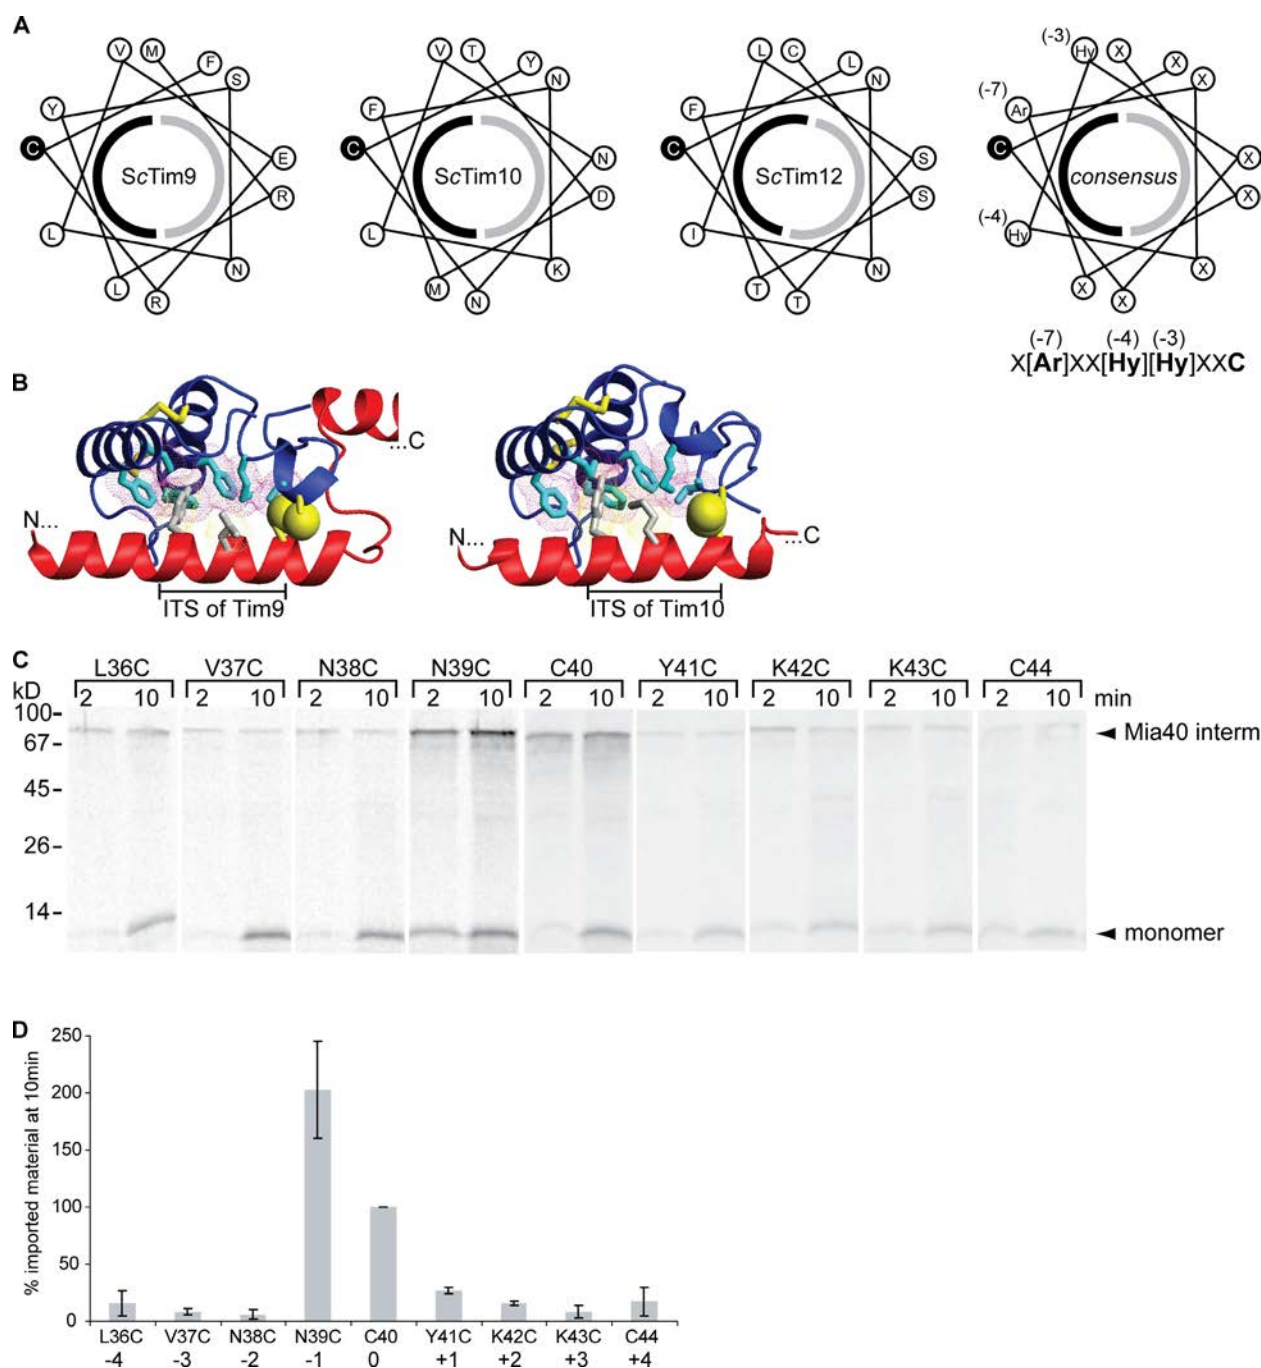 A
V M F S E R N R L L C Y
ScTim9
V T Y N N D K N M L C F
ScTim10
L C L N S S N T T I C F
ScTim12
(-3) Hy X X X X X X X X (-4) Hy C (-7) Ar
consensus
(-7) (-4) (-3)
X[Ar]XX[Hy][Hy]XXC
B
N... ...C
ITS of Tim9
N... ...C
ITS of Tim10
C
L36C V37C N38C N39C C40 Y41C K42C K43C C44
kD 2 10 2 10 2 10 2 10 2 10 2 10 2 10 2 10 2 10 min
100-
67- ◄ Mia40 interm
45-
26-
14-
◄ monomer
D
% imported material at 10min
250
200
150
100
50
0
L36C V37C N38C N39C C40 Y41C K42C K43C C44
-4 -3 -2 -1 0 +1 +2 +3 +4